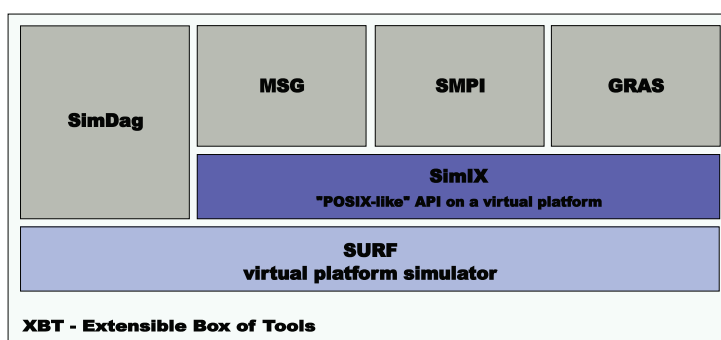 SimDag
MSG
SMPI
GRAS
SimIX
"POSIX-like" API on a virtual platform
SURF
virtual platform simulator
XBT - Extensible Box of Tools